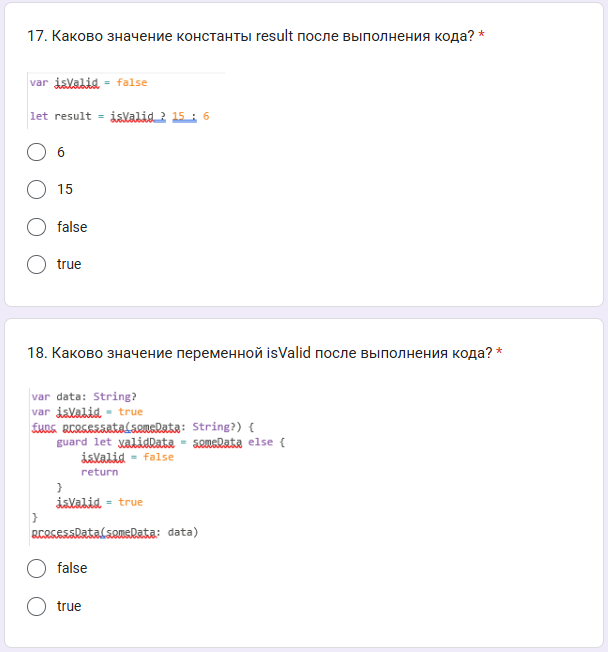 17. Каково значение константы result после выполнения кода? *
var isValid = false
let result = isValid ? 15 : 6
6
15
false
true
18. Каково значение переменной isValid после выполнения кода? *
var data: String?
var isValid = true
func processata(someData: String?) {
guard let validData = someData else {
isValid = false
return
}
isValid = true
}
processData(someData: data)
false
true